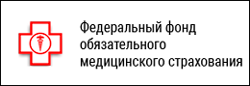 Федеральный фонд
обязательного
медицинского страхования